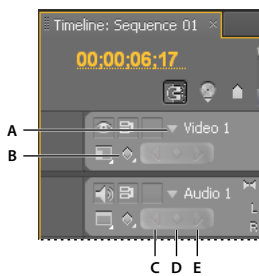 Timeline: Sequence 01 ×
00;00;06;17
A
Video 1
B
Audio 1
L
R
C D E